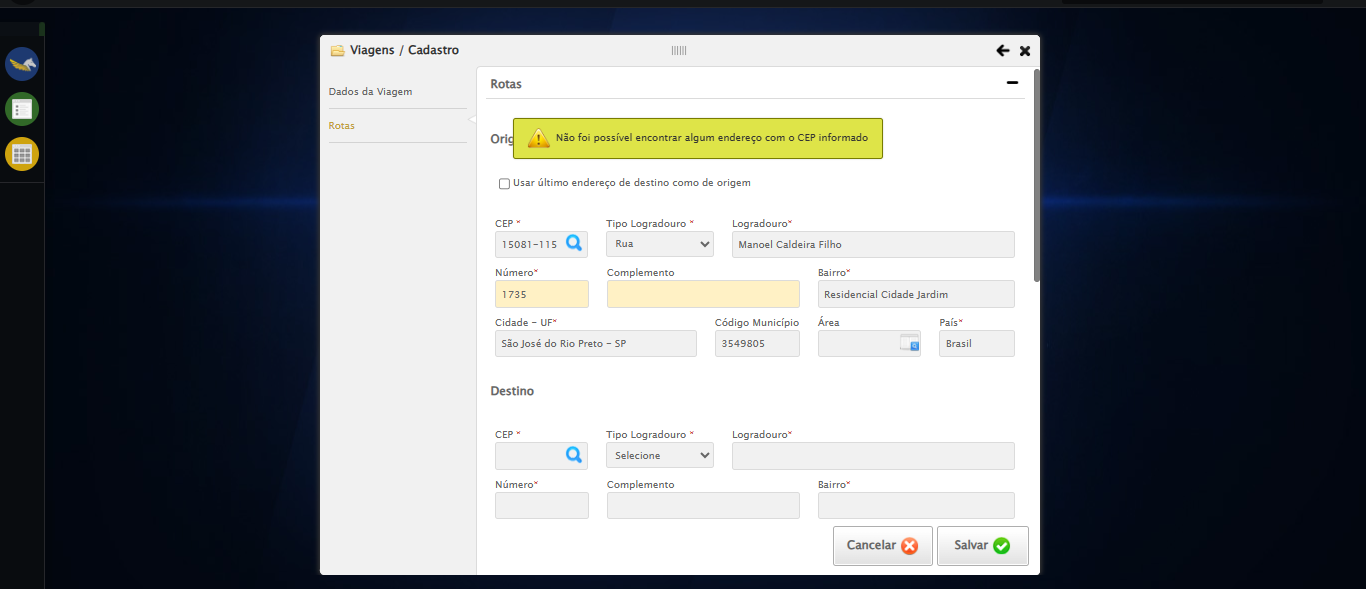 Viagens / Cadastro
Dados da Viagem
Rotas
Rotas
Não foi possível encontrar algum endereço com o CEP informado
Usar último endereço de destino como de origem
CEP * Tipo Logradouro * Logradouro*
15081-115 Rua Manoel Caldeira Filho
Número* Complemento Bairro*
1735 Residencial Cidade Jardim
Cidade - UF* Código Município Área País*
São José do Rio Preto - SP 3549805 Brasil
Destino
CEP * Tipo Logradouro * Logradouro*
Selecione
Número* Complemento Bairro*
Cancelar Salvar